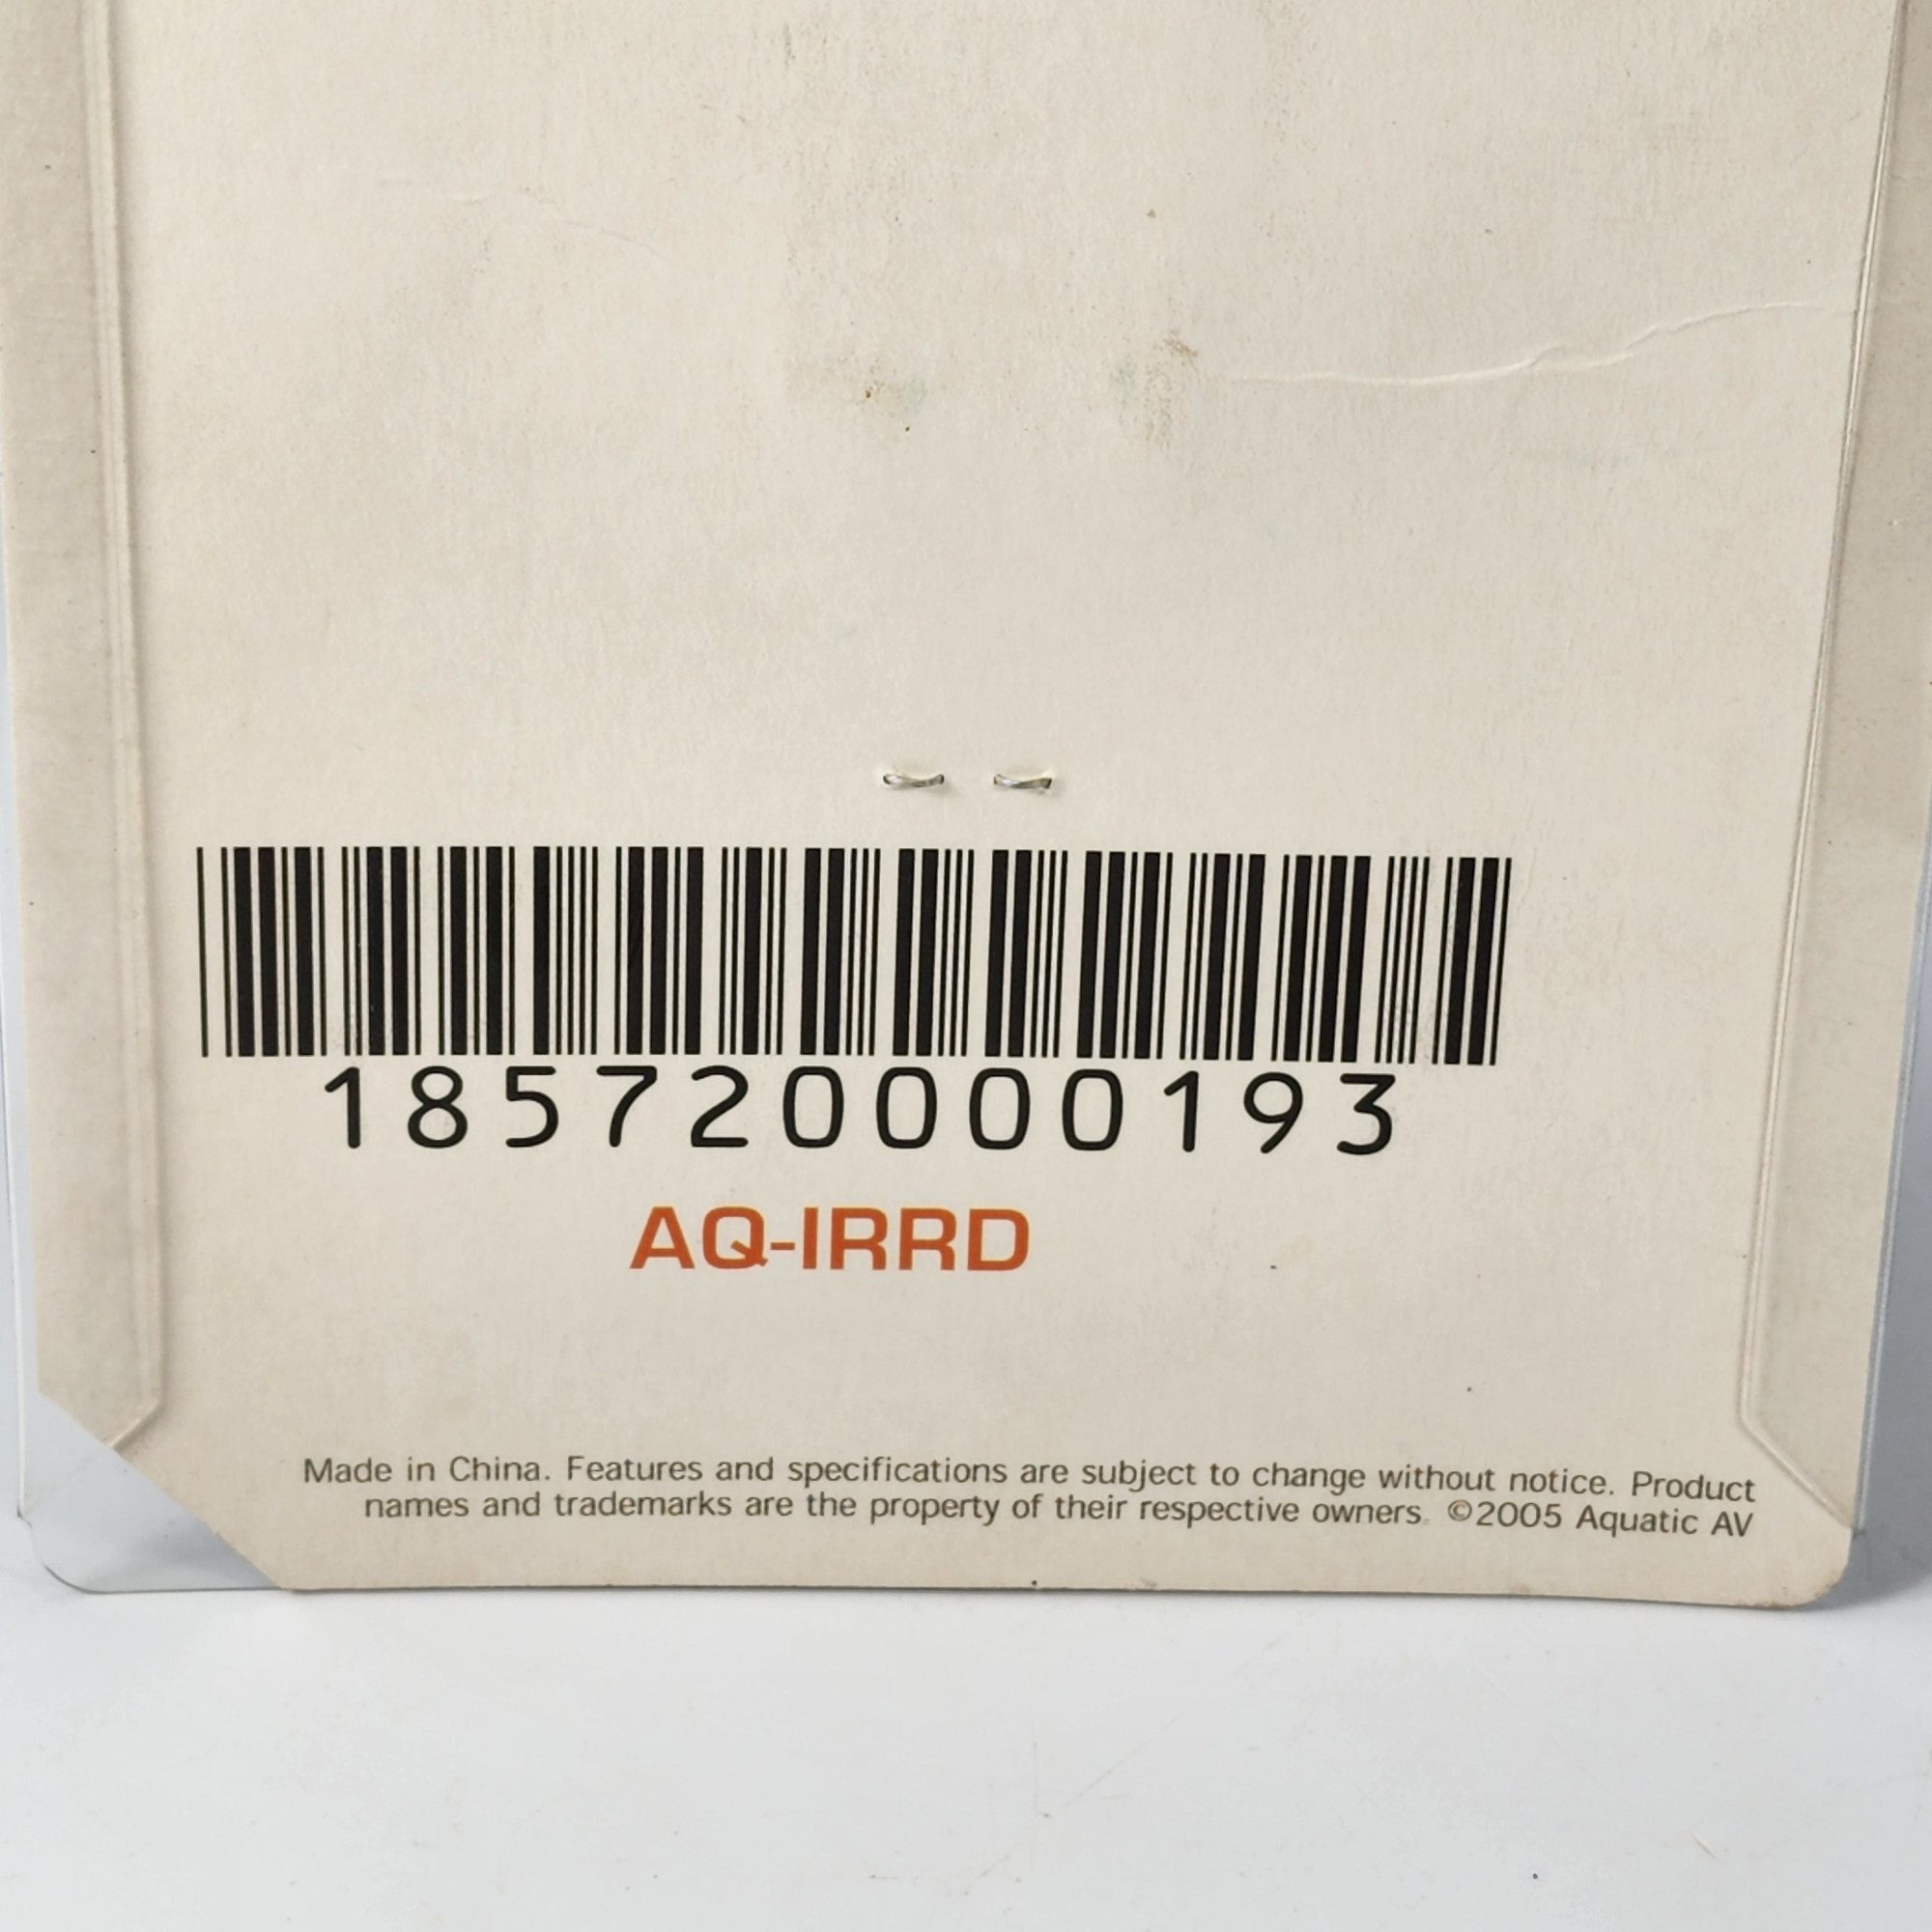 185720000193
AQ-IRRD
Made in China. Features and specifications are subject to change without notice. Product
names and trademarks are the property of their respective owners. ©2005 Aquatic AV